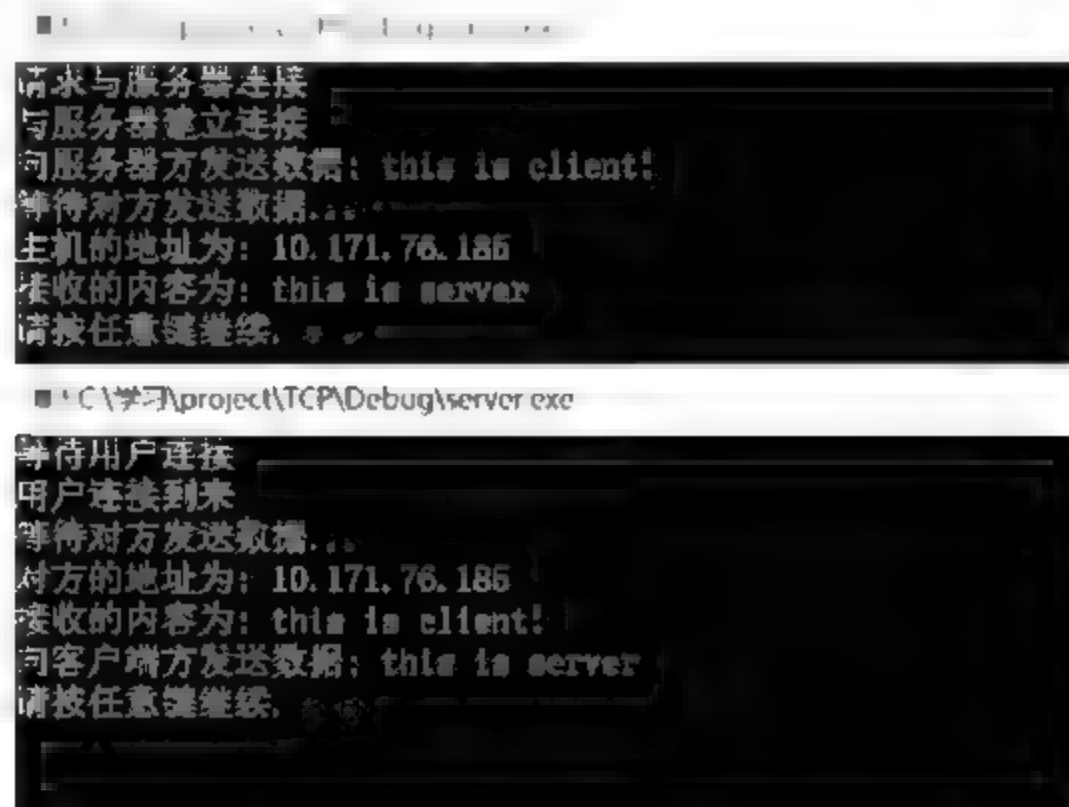 请求与服务器连接
与服务器建立连接
向服务器方发送数据: this is client!
等待对方发送数据...
主机的地址为: 10.171.76.185
接收的内容为: this is server
请按任意键继续. . .
C:\学习\project\TCP\Debug\server.exe
等待用户连接
用户连接到来
等待对方发送数据...
对方的地址为: 10.171.76.185
接收的内容为: this is client!
向客户端方发送数据: this is server
请按任意键继续. . .